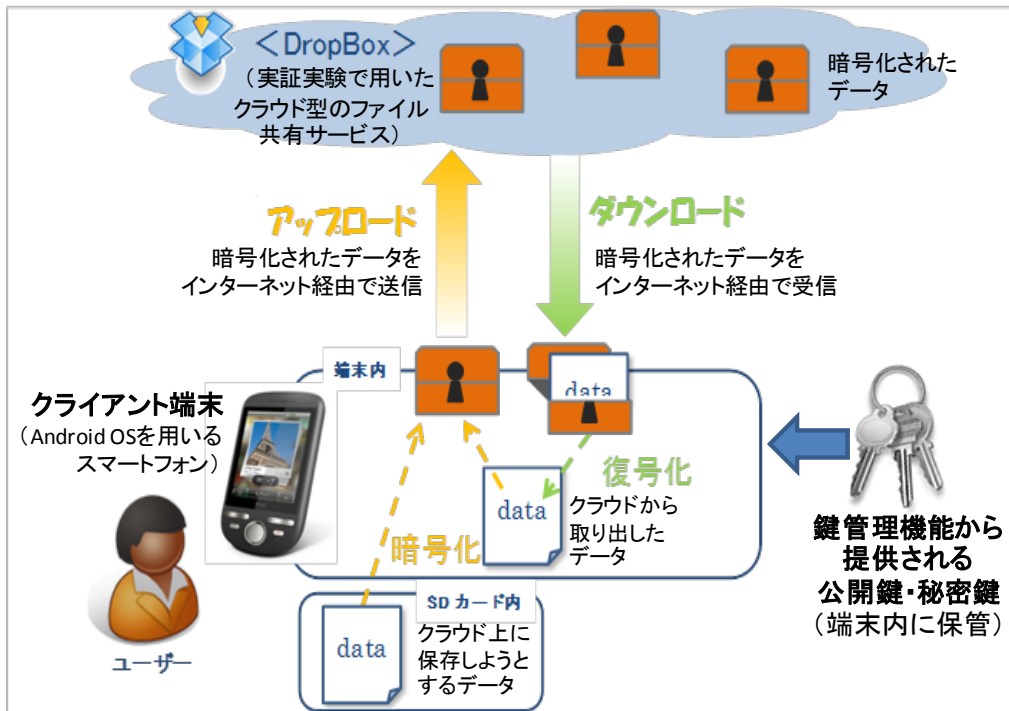 ＜DropBox＞
（実証実験で用いた
クラウド型のファイル
共有サービス）
暗号化された
データ
アップロード
暗号化されたデータを
インターネット経由で送信
ダウンロード
暗号化されたデータを
インターネット経由で受信
端末内
クライアント端末
（Android OSを用いる
スマートフォン）
data
復号化
data
クラウドから
取り出した
データ
暗号化
鍵管理機能から
提供される
公開鍵・秘密鍵
（端末内に保管）
SDカード内
data
クラウド上に
保存しようと
するデータ
ユーザー